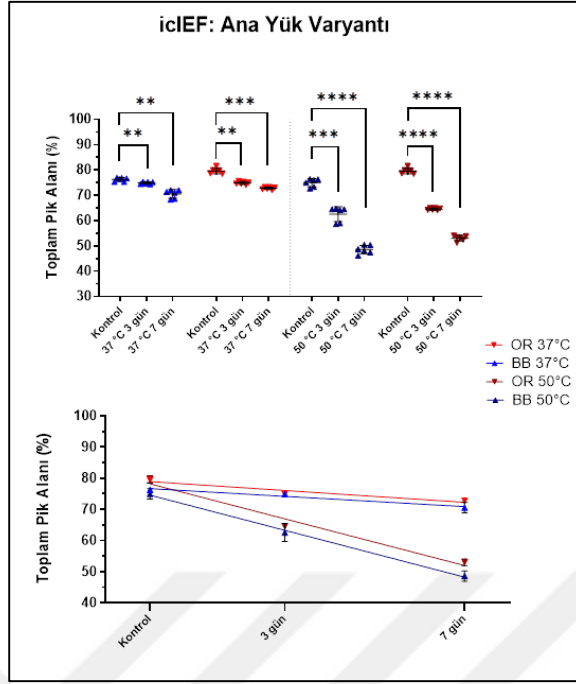 icIEF: Ana Yük Varyantı
** ** *** ** **** *** **** ****
Toplam Pik Alanı (%)
100
90
80
70
60
50
40
30
Kontrol
37 °C 3 gün
37 °C 7 gün
Kontrol
37 °C 3 gün
37 °C 7 gün
Kontrol
50 °C 3 gün
50 °C 7 gün
Kontrol
50 °C 3 gün
50 °C 7 gün
OR 37°C
BB 37°C
OR 50°C
BB 50°C
Toplam Pik Alanı (%)
100
90
80
70
60
50
40
Kontrol
3 gün
7 gün